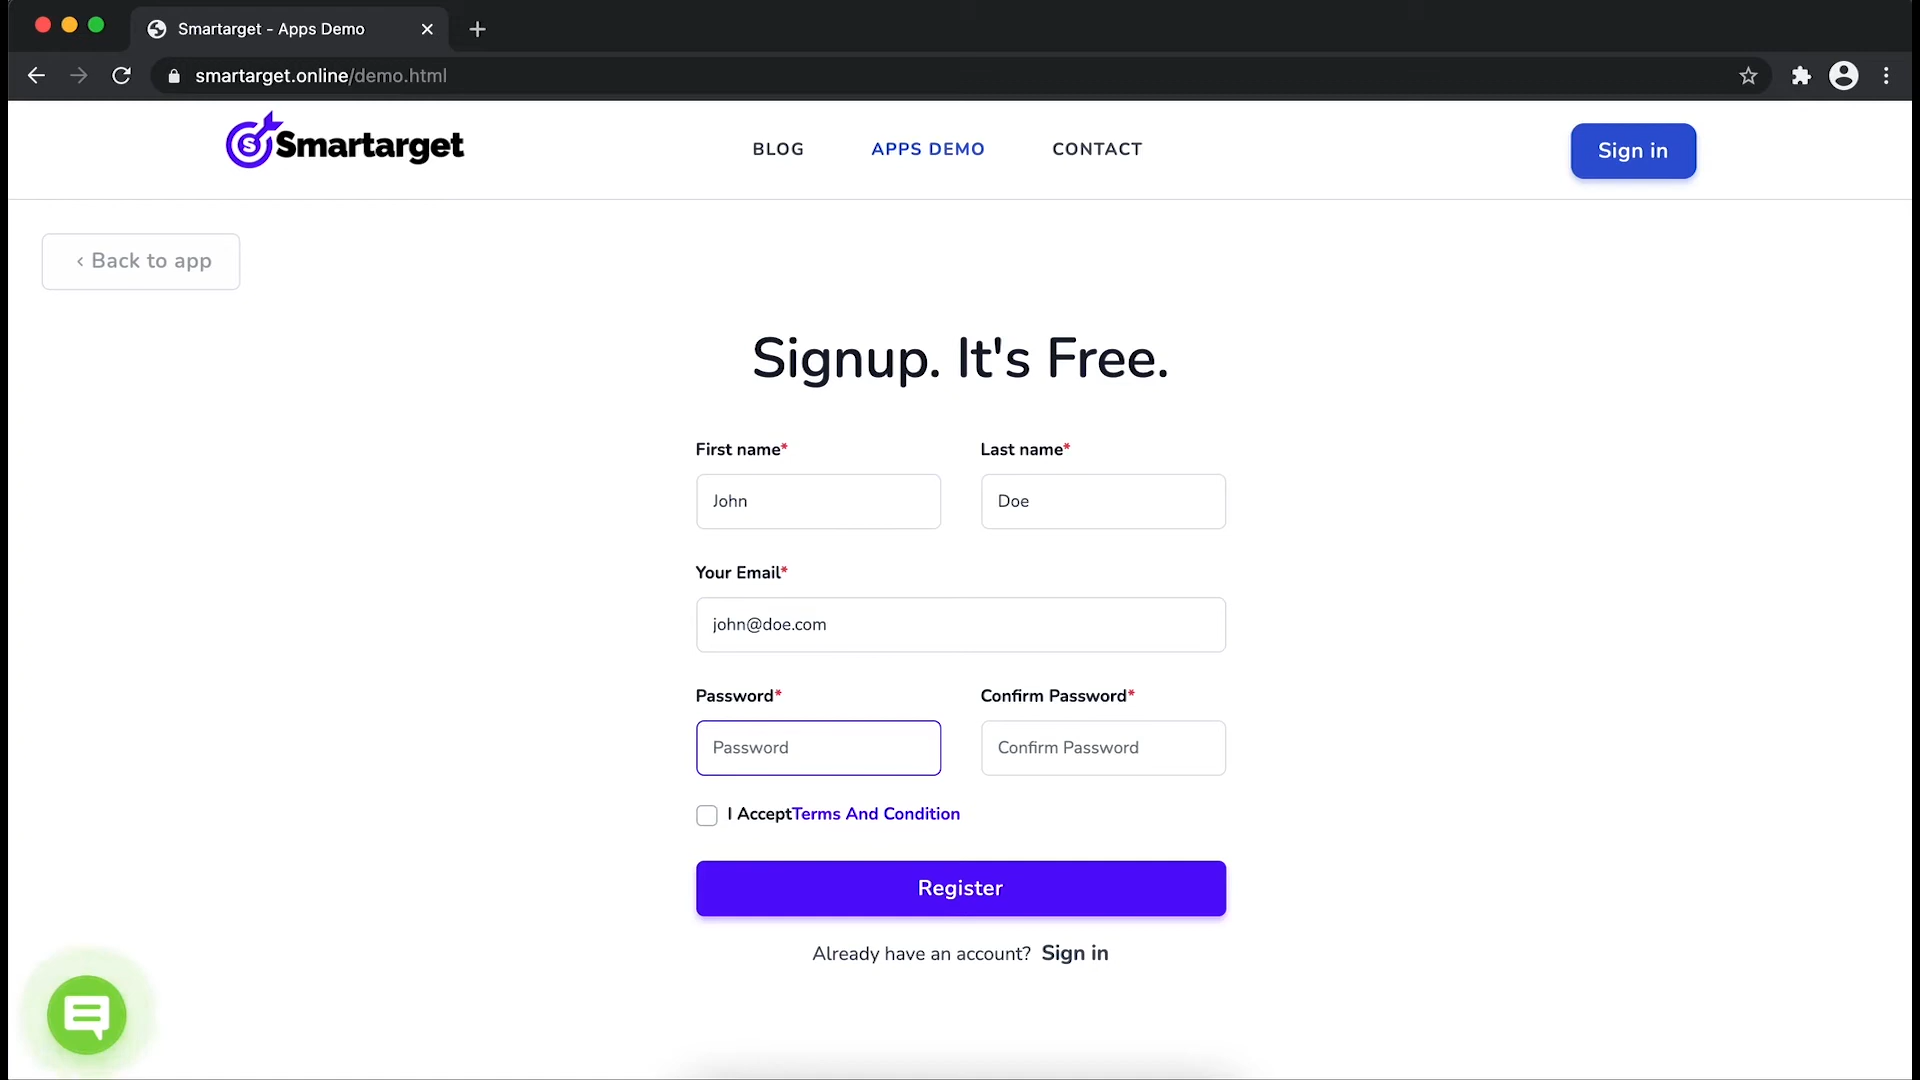 Smartarget - Apps Demo
smartarget.online/demo.html
Smartarget
BLOG
APPS DEMO
CONTACT
Sign in
‹ Back to app
Signup. It's Free.
First name*
Last name*
John
Doe
Your Email*
john@doe.com
Password*
Confirm Password*
Password
Confirm Password
I AcceptTerms And Condition
Register
Already have an account? Sign in